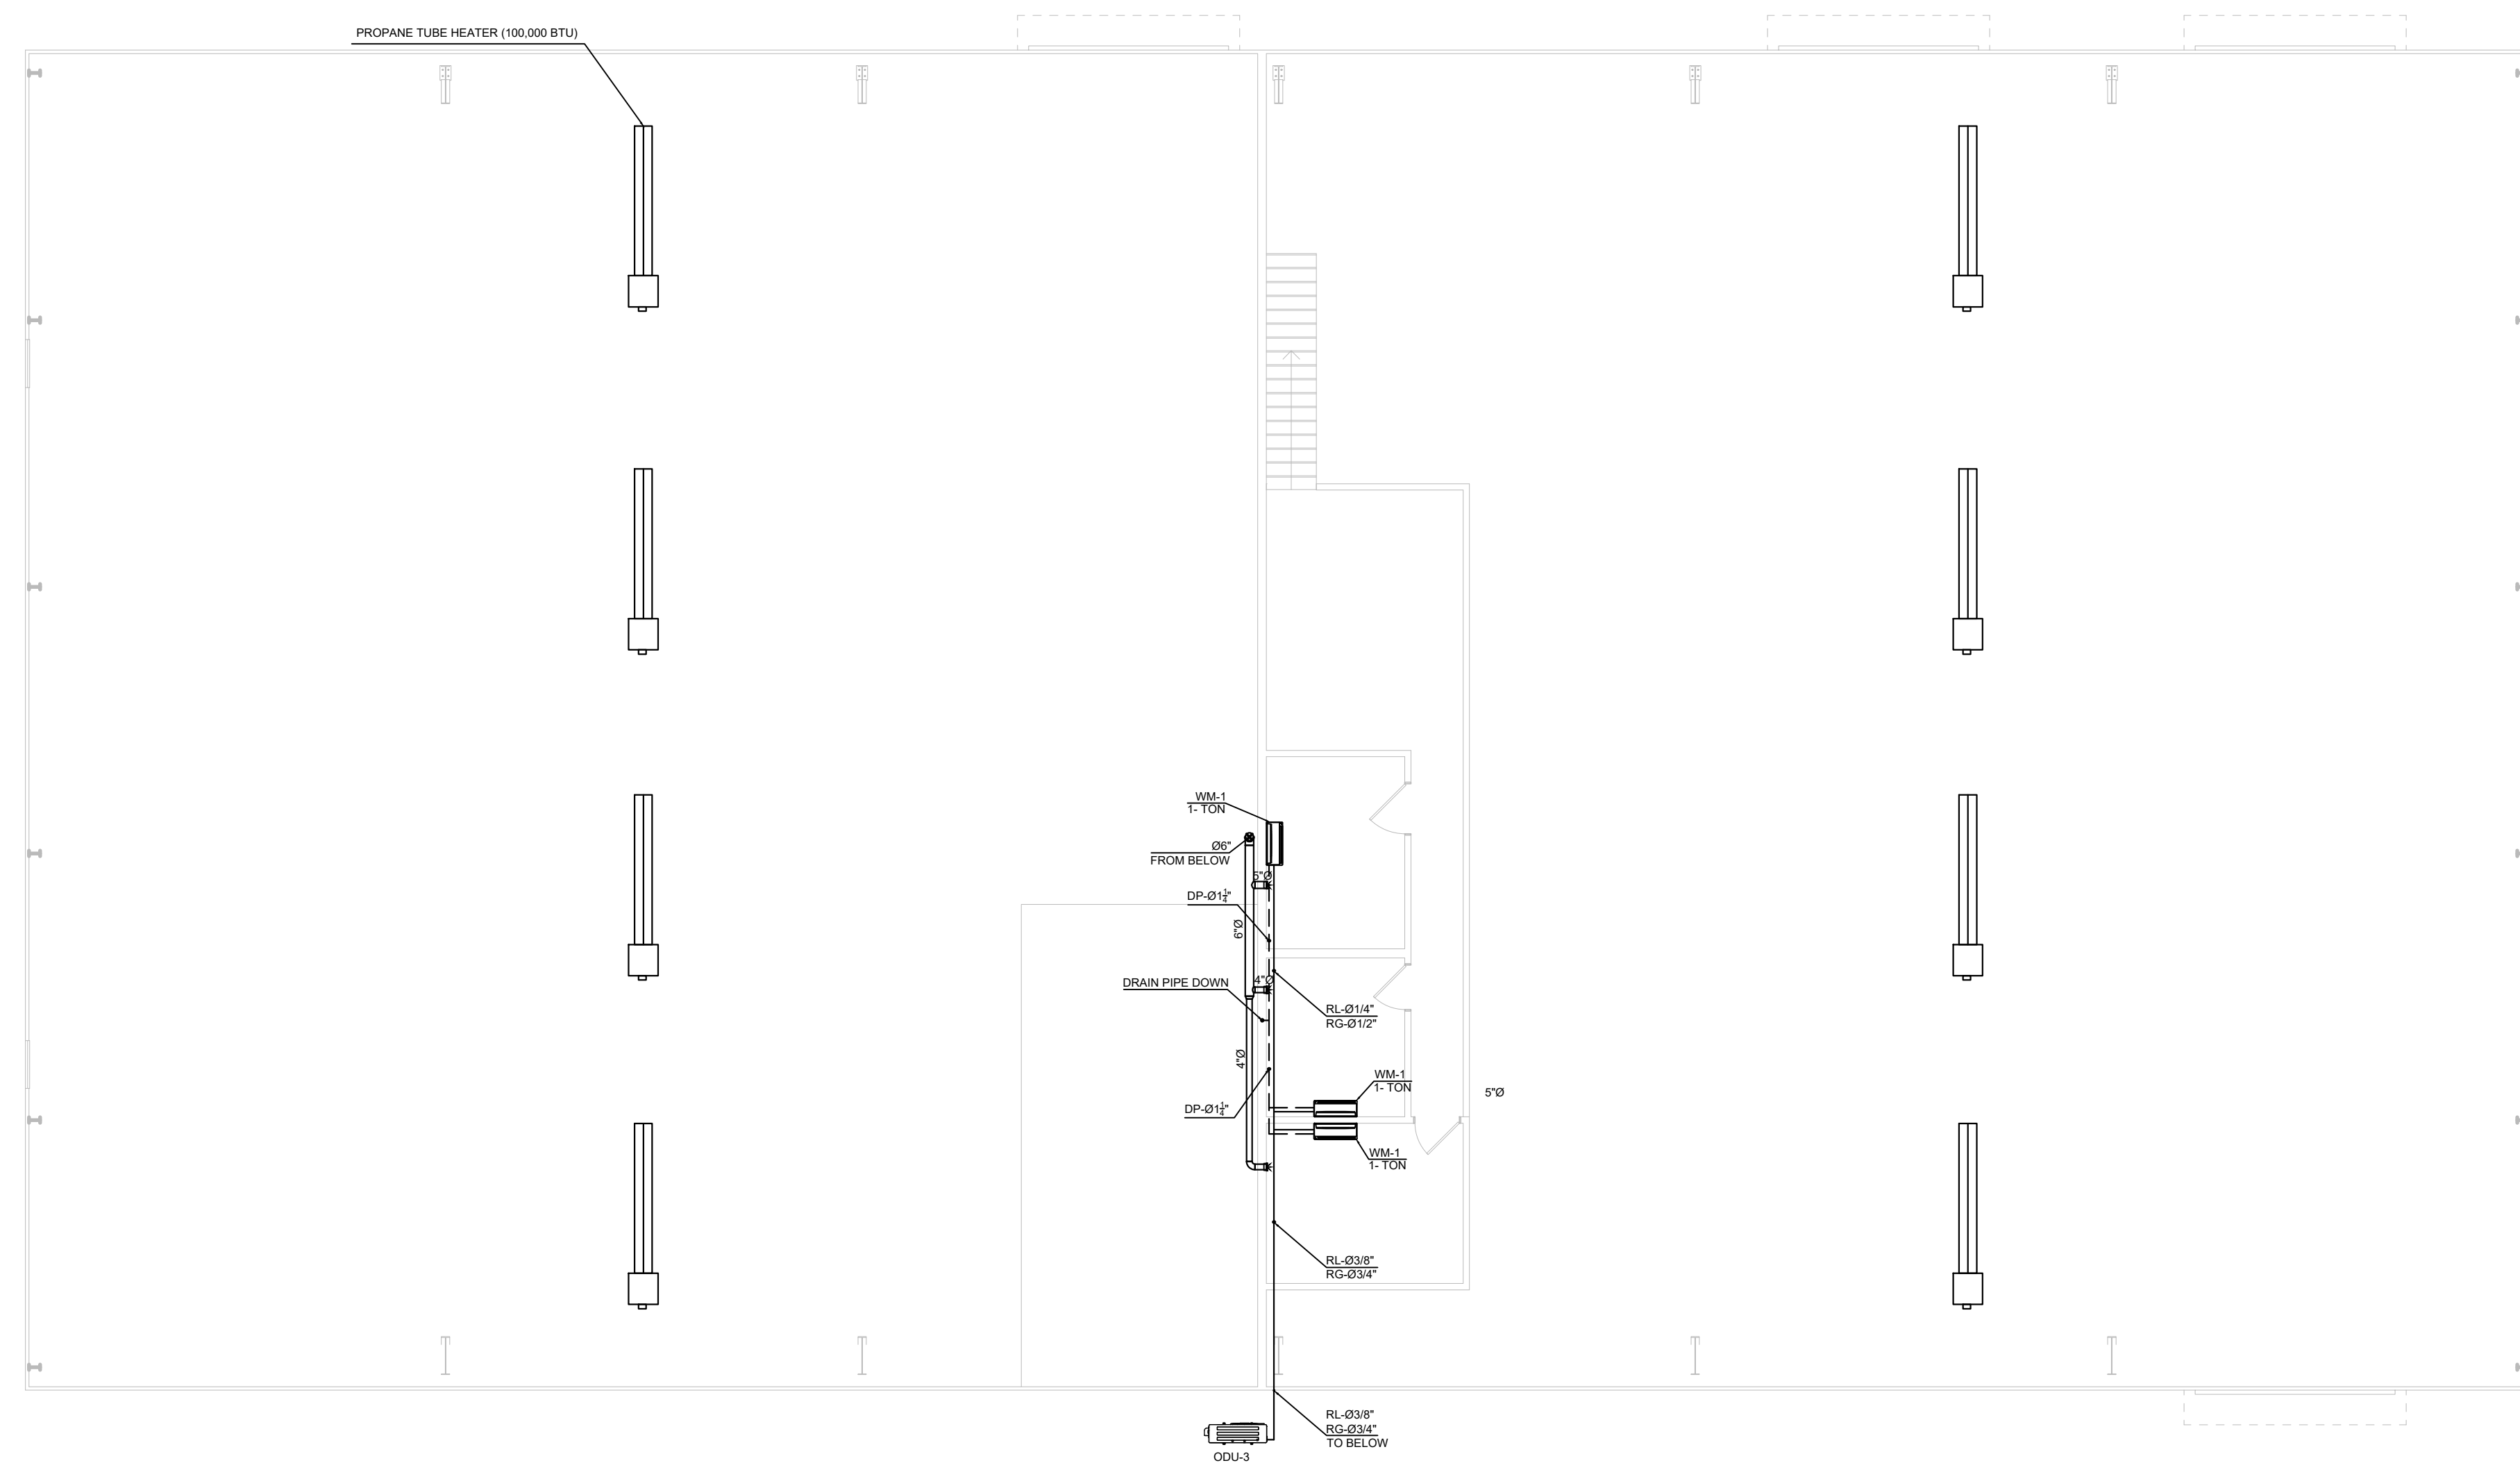 PROPANE TUBE HEATER (100,000 BTU)
WM-1
1- TON
Ø6"
FROM BELOW
5"Ø
DP-Ø1¼"
6"Ø
4"Ø
DRAIN PIPE DOWN
RL-Ø1/4"
RG-Ø1/2"
4"Ø
WM-1
1- TON
5"Ø
DP-Ø1¼"
WM-1
1- TON
RL-Ø3/8"
RG-Ø3/4"
RL-Ø3/8"
RG-Ø3/4"
TO BELOW
ODU-3